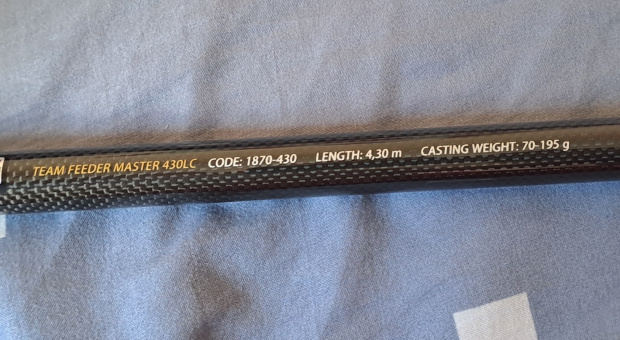 TEAM FEEDER MASTER 430LC CODE: 1870-430 LENGTH: 4,30 m CASTING WEIGHT: 70-195 g